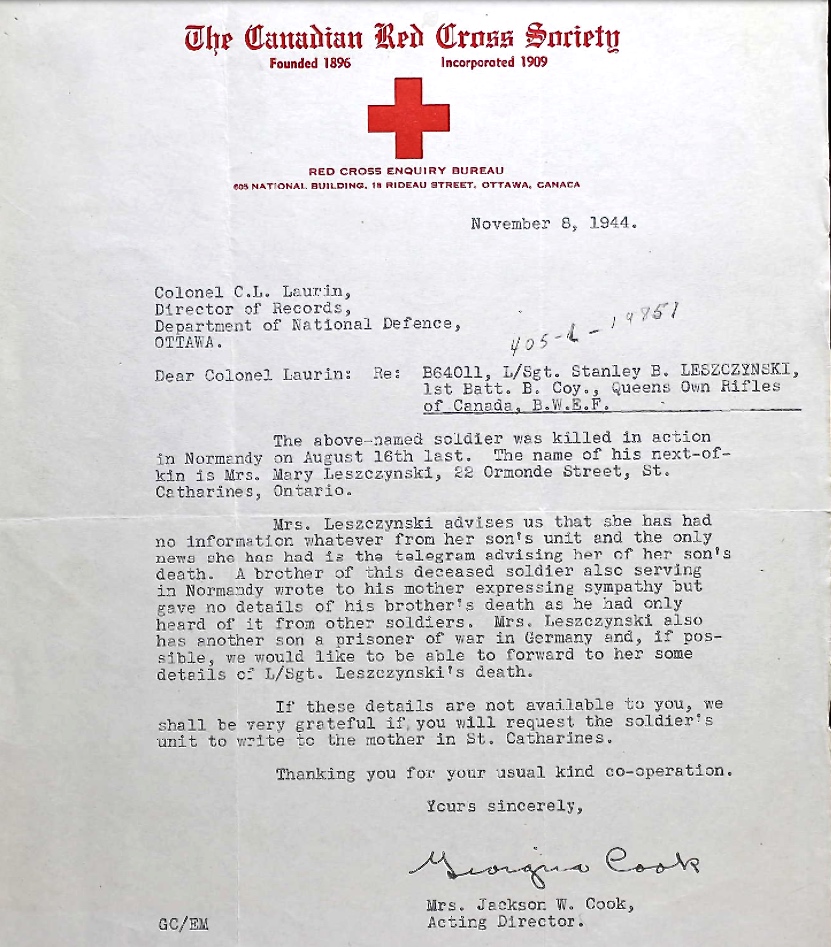 The Canadian Red Cross Society
Founded 1896 Incorporated 1909
RED CROSS ENQUIRY BUREAU
605 NATIONAL BUILDING, 18 RIDEAU STREET, OTTAWA, CANADA
November 8, 1944.
Colonel C.L. Laurin,
Director of Records,
Department of National Defence,
OTTAWA.
405-L-19851
Dear Colonel Laurin: Re: B64011, L/Sgt. Stanley B. LESZCZYNSKI,
1st Batt. B. Coy., Queens Own Rifles
of Canada, B.W.E.F.
The above-named soldier was killed in action
in Normandy on August 16th last. The name of his next-of-
kin is Mrs. Mary Leszczynski, 22 Ormonde Street, St.
Catharines, Ontario.
Mrs. Leszczynski advises us that she has had
no information whatever from her son's unit and the only
news she has had is the telegram advising her of her son's
death. A brother of this deceased soldier also serving
in Normandy wrote to his mother expressing sympathy but
gave no details of his brother's death as he had only
heard of it from other soldiers. Mrs. Leszczynski also
has another son a prisoner of war in Germany and, if pos-
sible, we would like to be able to forward to her some
details of L/Sgt. Leszczynski's death.
If these details are not available to you, we
shall be very grateful if you will request the soldier's
unit to write to the mother in St. Catharines.
Thanking you for your usual kind co-operation.
Yours sincerely,
Georgina Cook
Mrs. Jackson W. Cook,
Acting Director.
GC/EM